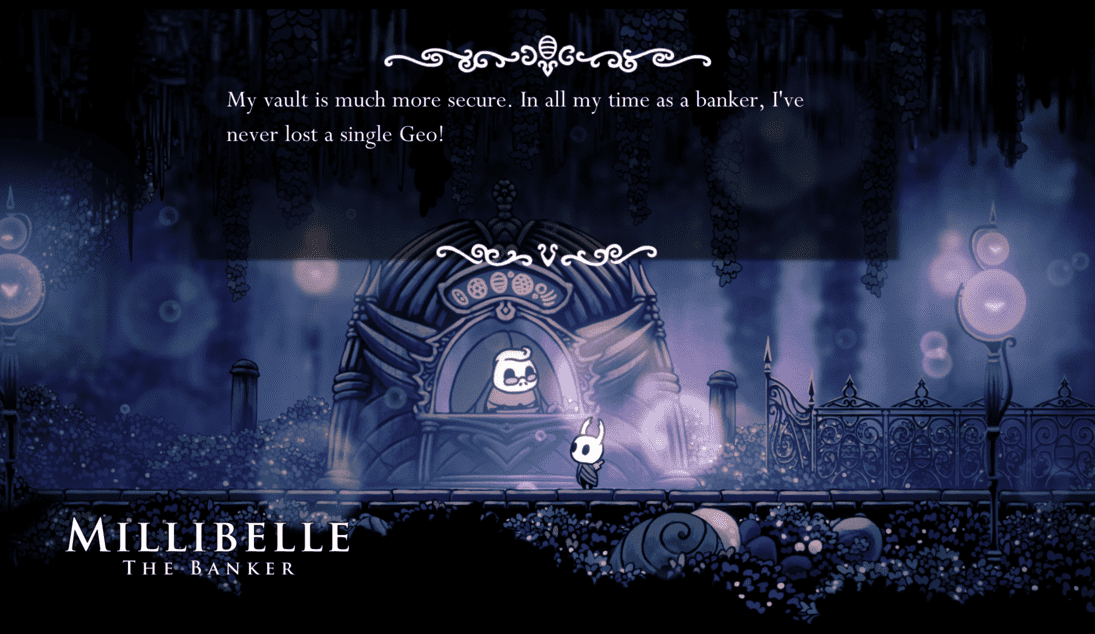 My vault is much more secure. In all my time as a banker, I've
never lost a single Geo!
MILLIBELLE
THE BANKER